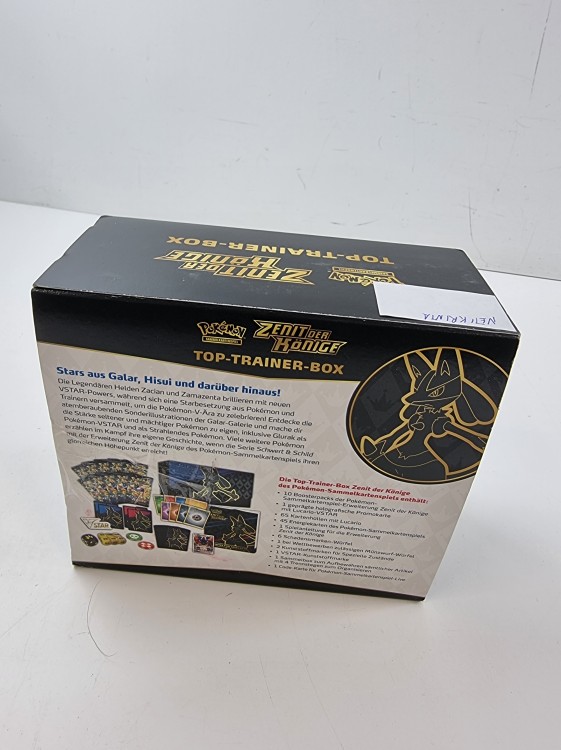 TOP-TRAINER-BOX
ZENIT DER
KÖNIGE
POKÉMON
NETIKRINTA
POKÉMON
ZENIT DER
KÖNIGE
TOP-TRAINER-BOX
Stars aus Galar, Hisui und darüber hinaus!
Die Legendären Helden Zacian und Zamazenta brillieren mit neuen
VSTAR-Powers, während sich eine Starbesetzung aus Pokémon und
Trainern versammelt, um die Pokémon-V-Ära zu zelebrieren! Entdecke die
atemberaubenden Sonderillustrationen der Galar-Galerie und mache dir
die Stärke seltener und mächtiger Pokémon zu eigen, inklusive Glurak als
Pokémon-VSTAR und als Strahlendes Pokémon. Viele weitere Pokémon
erzählen im Kampf ihre eigene Geschichte, wenn die Serie Schwert & Schild
mit der Erweiterung Zenit der Könige des Pokémon-Sammelkartenspiels ihren
glanzvollen Höhepunkt erreicht!
VSTAR
Die Top-Trainer-Box Zenit der Könige
des Pokémon-Sammelkartenspiels enthält:
• 10 Boosterpacks der Pokémon-
Sammelkartenspiel-Erweiterung Zenit der Könige
• 1 geprägte holografische Promokarte
mit Lucario-VSTAR
• 65 Kartenhüllen mit Lucario
• 45 Energiekarten des Pokémon-Sammelkartenspiels
• 1 Spielanleitung für die Erweiterung
Zenit der Könige
• 6 Schadensmarken-Würfel
• 1 bei Wettbewerben zulässigen Münzwurf-Würfel
• 2 Kunststoffmarken für Spezielle Zustände
• 1 VSTAR-Kunststoffmarke
• 1 Sammelbox zum Aufbewahren sämtlicher Artikel
mit 4 Trennstegen zum Organisieren
• 1 Code-Karte für Pokémon-Sammelkartenspiel-Live